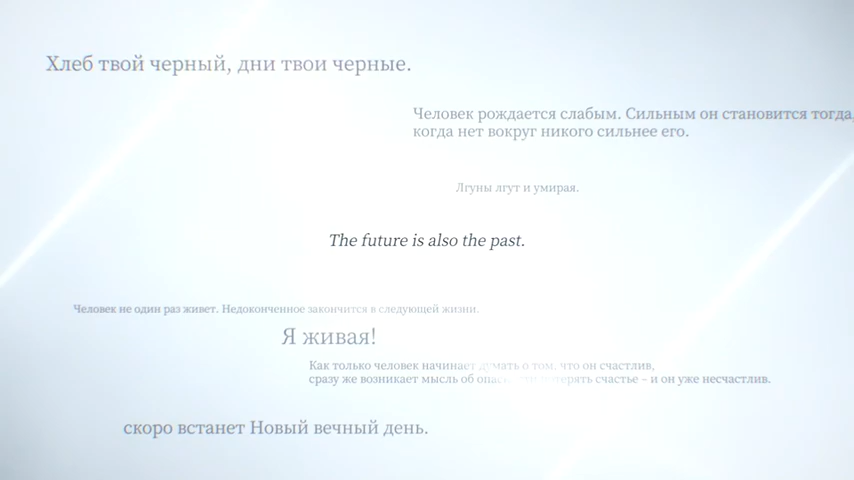 Хлеб твой черный, дни твои черные.
Человек рождается слабым. Сильным он становится тогда,
когда нет вокруг никого сильнее его.
Лгуны лгут и умирая.
The future is also the past.
Человек не один раз живет. Недоконченное закончится в следующей жизни.
Я живая!
Как только человек начинает думать о том, что он счастлив,
сразу же возникает мысль об потерять счастье – и он уже несчастлив.
скоро встанет Новый вечный день.